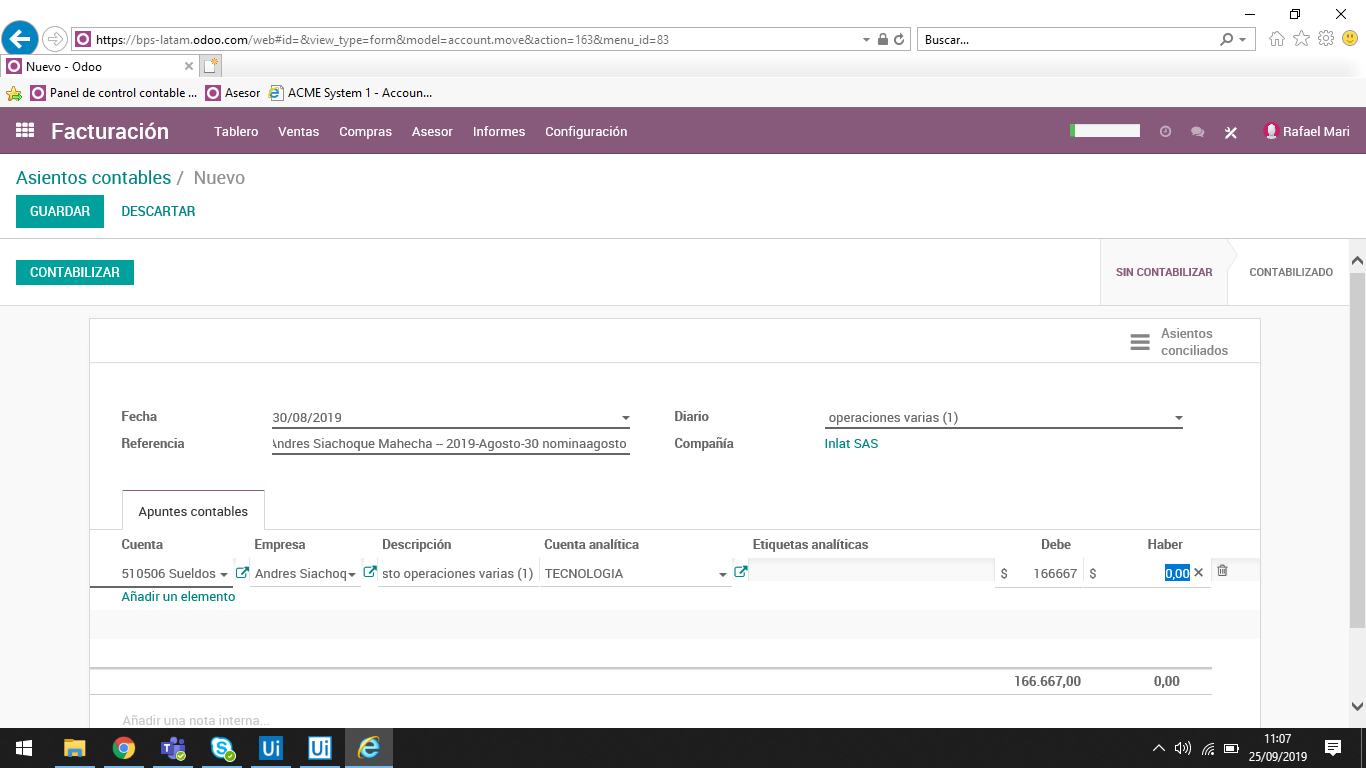 https://bps-latam.odoo.com/web#id=&view_type=form&model=account.move&action=163&menu_id=83
Buscar...
Nuevo - Odoo
Panel de control contable ... Asesor ACME System 1 - Accoun...
Facturación Tablero Ventas Compras Asesor Informes Configuración Rafael Mari
Asientos contables / Nuevo
GUARDAR DESCARTAR
CONTABILIZAR SIN CONTABILIZAR CONTABILIZADO
Asientos
conciliados
Fecha 30/08/2019 Diario operaciones varias (1)
Referencia Andres Siachoque Mahecha -- 2019-Agosto-30 nominaagosto Compañía Inlat SAS
Apuntes contables
Cuenta Empresa Descripción Cuenta analítica Etiquetas analíticas Debe Haber
510506 Sueldos Andres Siachoq sto operaciones varias (1) TECNOLOGIA $ 166667 $ 0,00
Añadir un elemento
166.667,00 0,00
Añadir una nota interna...
Ui Ui
11:07
25/09/2019